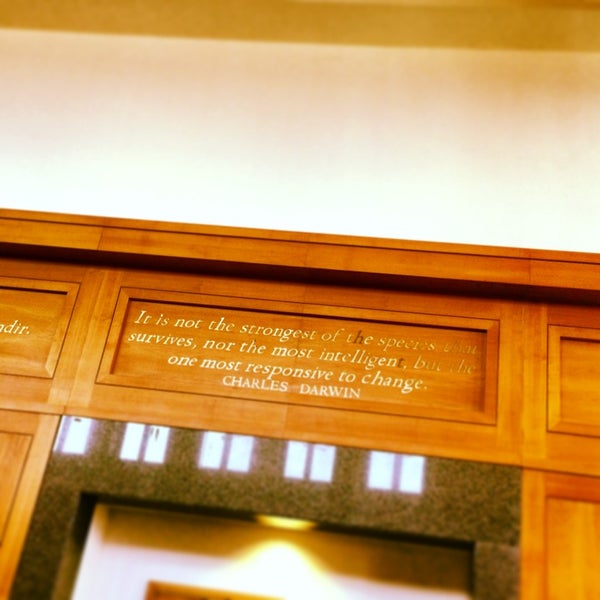 ndir.
It is not the strongest of the species that
survives, nor the most intelligent, but the
one most responsive to change.
CHARLES DARWIN